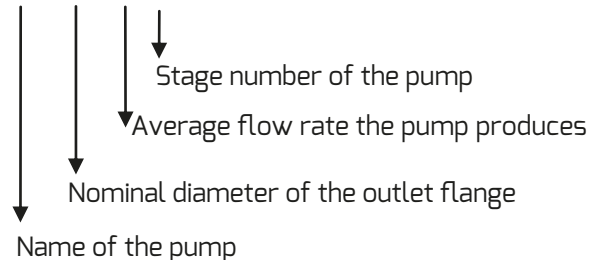 Stage number of the pump
Average flow rate the pump produces
Nominal diameter of the outlet flange
Name of the pump